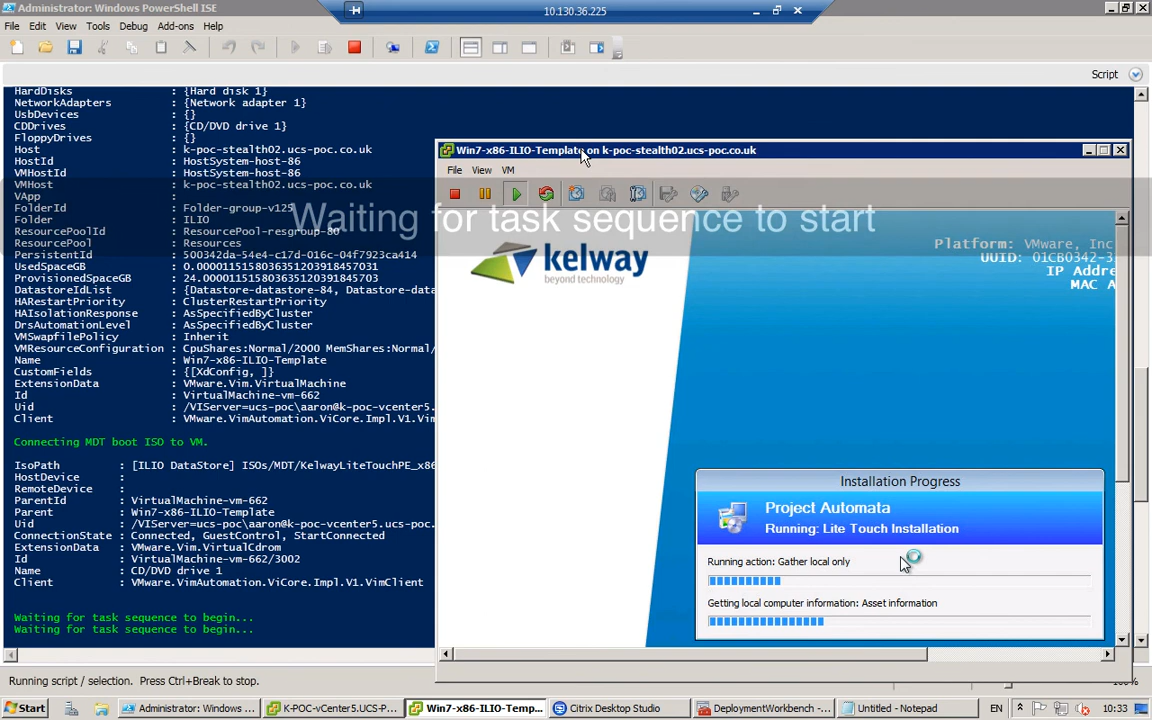 Administrator: Windows PowerShell ISE
10.130.36.225
File Edit View Tools Debug Add-ons Help
Script
HardDisks : {Hard disk 1}
NetworkAdapters : {Network adapter 1}
UsbDevices : {}
CDDrives : {CD/DVD drive 1}
FloppyDrives : {}
Host : k-poc-stealth02.ucs-poc.co.uk
HostId : HostSystem-host-86
VMHostId : HostSystem-host-86
VMHost : k-poc-stealth02.ucs-poc.co.uk
VApp :
FolderId : Folder-group-v125
Folder : ILIO
ResourcePoolId : ResourcePool-resgroup-80
ResourcePool : Resources
PersistentId : 500342da-54e4-c17d-016c-04f7923ca414
UsedSpaceGB : 0.0000115158036351203918457031
ProvisionedSpaceGB : 24.000011515803635120391845703
DatastoreIdList : {Datastore-datastore-84, Datastore-data
HARestartPriority : ClusterRestartPriority
HAIsolationResponse : AsSpecifiedByCluster
DrsAutomationLevel : AsSpecifiedByCluster
VMSwapfilePolicy : Inherit
VMResourceConfiguration : CpuShares:Normal/2000 MemShares:Normal/
Name : Win7-x86-ILIO-Template
CustomFields : {[XdConfig, ]}
ExtensionData : VMware.Vim.VirtualMachine
Id : VirtualMachine-vm-662
Uid : /VIServer=ucs-poc\aaron@k-poc-vcenter5.
Client : VMware.VimAutomation.ViCore.Impl.V1.Vim
Connecting MDT boot ISO to VM.
IsoPath : [ILIO DataStore] ISOs/MDT/KelwayLiteTouchPE_x86
HostDevice :
RemoteDevice :
ParentId : VirtualMachine-vm-662
Parent : Win7-x86-ILIO-Template
Uid : /VIServer=ucs-poc\aaron@k-poc-vcenter5.ucs-poc.
ConnectionState : Connected, GuestControl, StartConnected
ExtensionData : VMware.Vim.VirtualCdrom
Id : VirtualMachine-vm-662/3002
Name : CD/DVD drive 1
Client : VMware.VimAutomation.ViCore.Impl.V1.VimClient
Waiting for task sequence to begin...
Waiting for task sequence to begin...
Waiting for task sequence to start
Win7-x86-ILIO-Template on k-poc-stealth02.ucs-poc.co.uk
File View VM
kelway
beyond technology
Platform: VMware, Inc
UUID: 01CB0342-3
IP Addre
MAC A
Installation Progress
Project Automata
Running: Lite Touch Installation
Running action: Gather local only
Getting local computer information: Asset information
Running script / selection. Press Ctrl+Break to stop.
Start
Administrator: Windows ...
K-POC-vCenter5.UCS-P...
Win7-x86-ILIO-Temp...
Citrix Desktop Studio
DeploymentWorkbench -...
Untitled - Notepad
EN
10:33